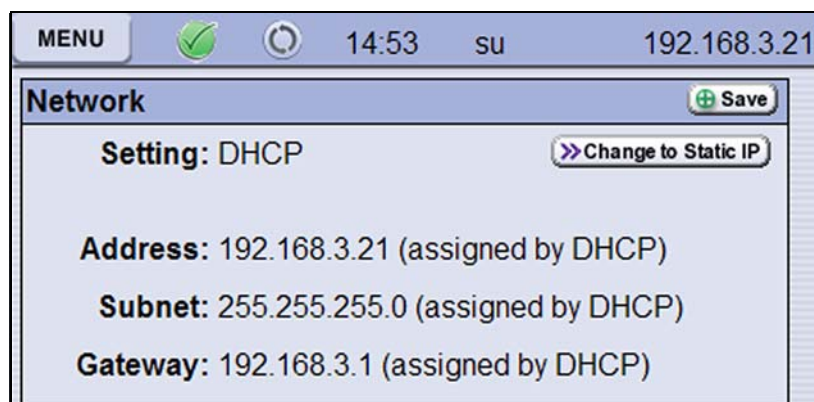 MENU 14:53 su 192.168.3.21
Network Save
Setting: DHCP Change to Static IP
Address: 192.168.3.21 (assigned by DHCP)
Subnet: 255.255.255.0 (assigned by DHCP)
Gateway: 192.168.3.1 (assigned by DHCP)